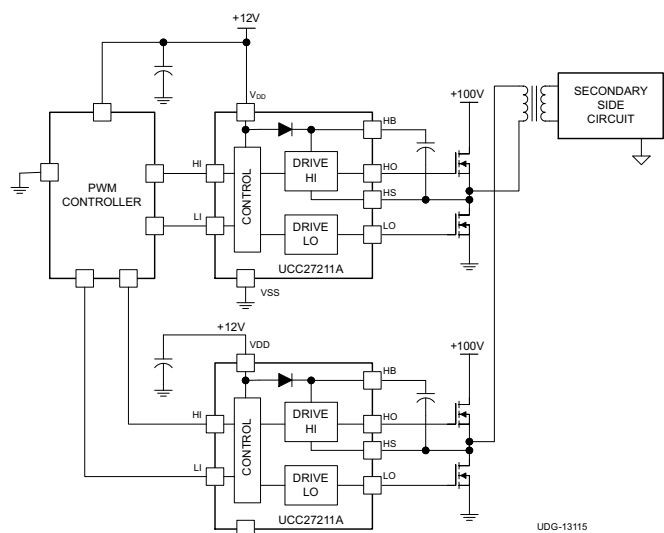 +12V
VDD
+100V
SECONDARY
SIDE
CIRCUIT
HB
HI
CONTROL
DRIVE
HI
HO
PWM
CONTROLLER
HS
LI
DRIVE
LO
LO
UCC27211A
VSS
+12V
VDD
+100V
HB
HI
CONTROL
DRIVE
HI
HO
HS
LI
DRIVE
LO
LO
UCC27211A
UDG-13115